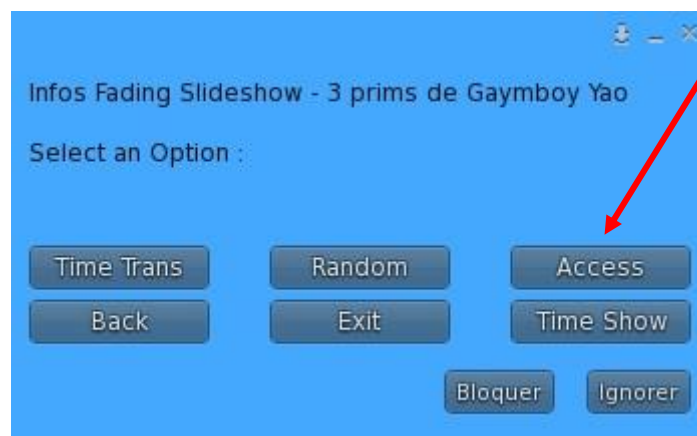 Infos Fading Slideshow - 3 prims de Gaymboy Yao
Select an Option :
Time Trans Random Access
Back Exit Time Show
Bloquer Ignorer